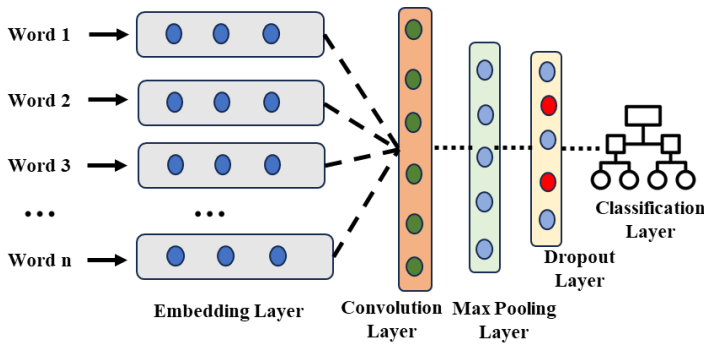 Word 1
Word 2
Word 3
...
...
Word n
Embedding Layer
Convolution
Layer
Max Pooling
Layer
Dropout
Layer
Classification
Layer